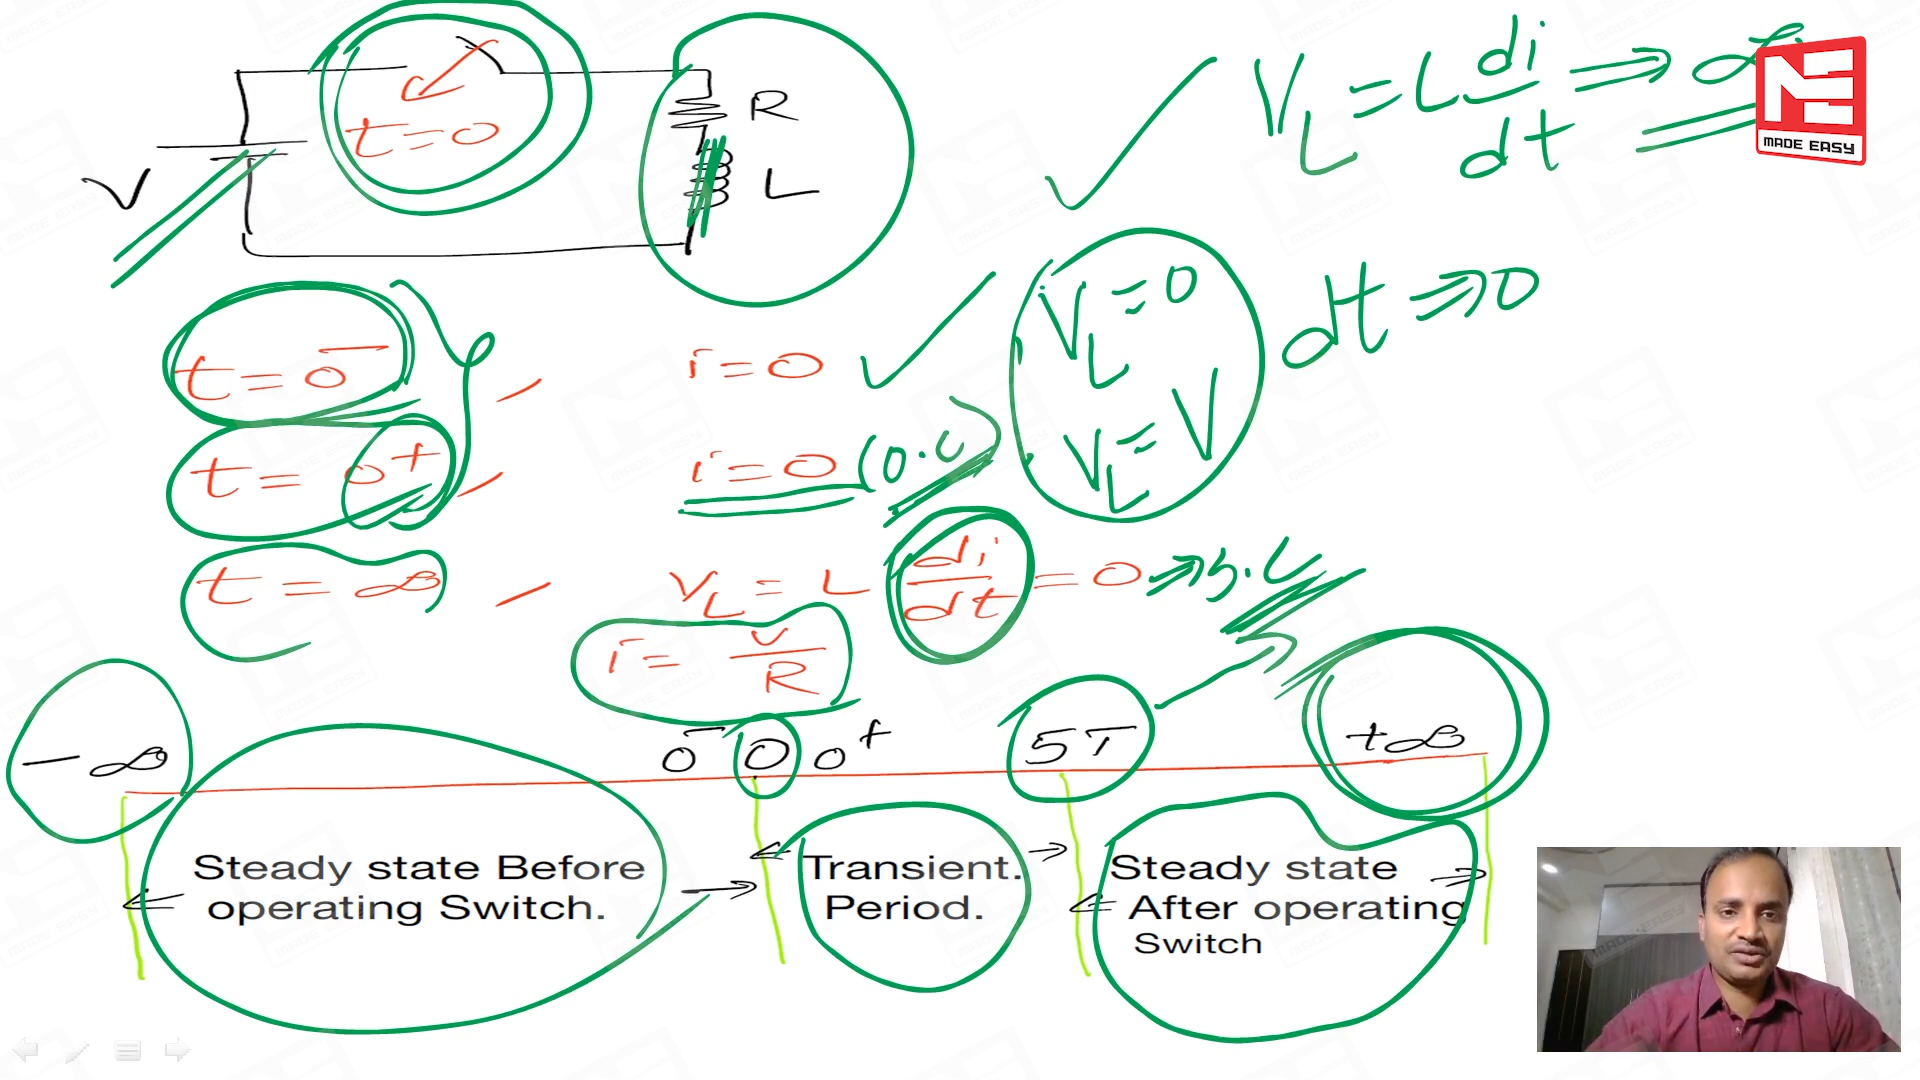 t=0
V
R
L
V_L = L di/dt ⇒ ∞
MADE EASY
t = 0⁻
i = 0
V_L = 0
dt ⇒ 0
t = 0⁺
i = 0 (O.C)
V_L = V
t = ∞
V_L = L di/dt = 0 ⇒ S.C
i = V/R
-∞ 0⁻ 0 0⁺ 5T +∞
Steady state Before
operating Switch.
Transient.
Period.
Steady state
After operating
Switch